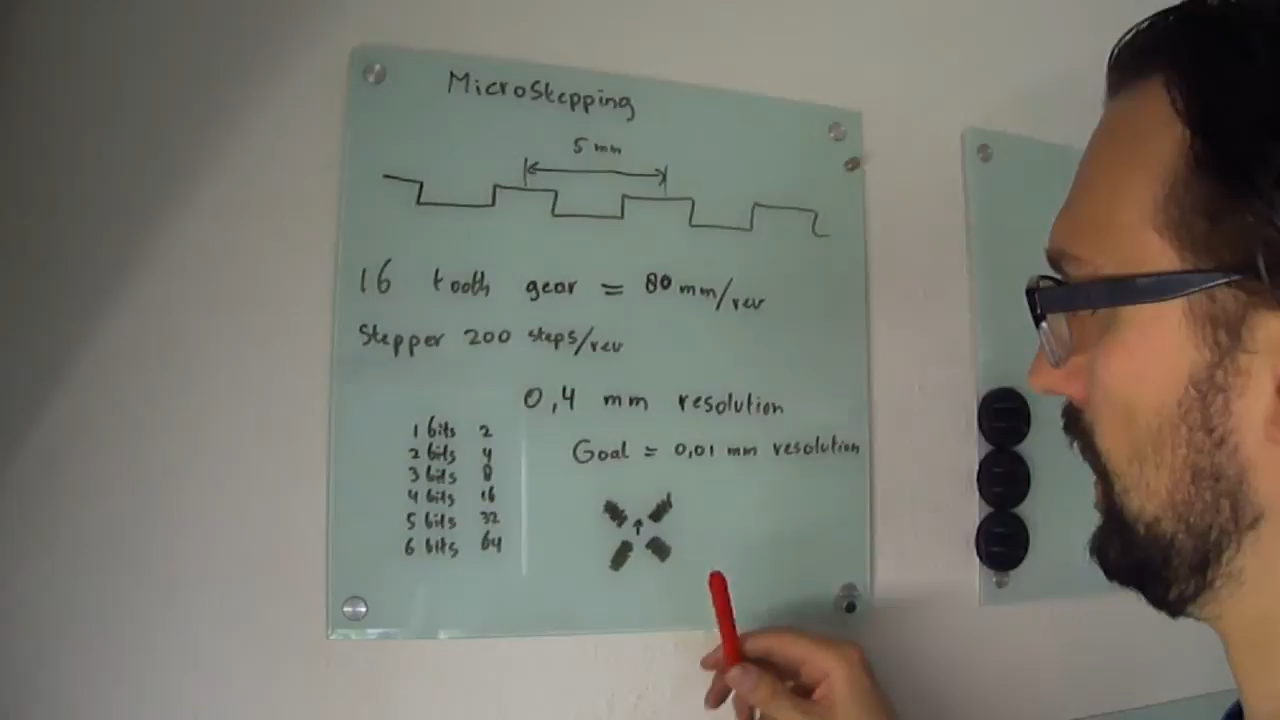 MicroStepping
5 mm
16 tooth gear = 80 mm/rev
Stepper 200 steps/rev
0,4 mm resolution
Goal = 0,01 mm resolution
1 bits 2
2 bits 4
3 bits 8
4 bits 16
5 bits 32
6 bits 64